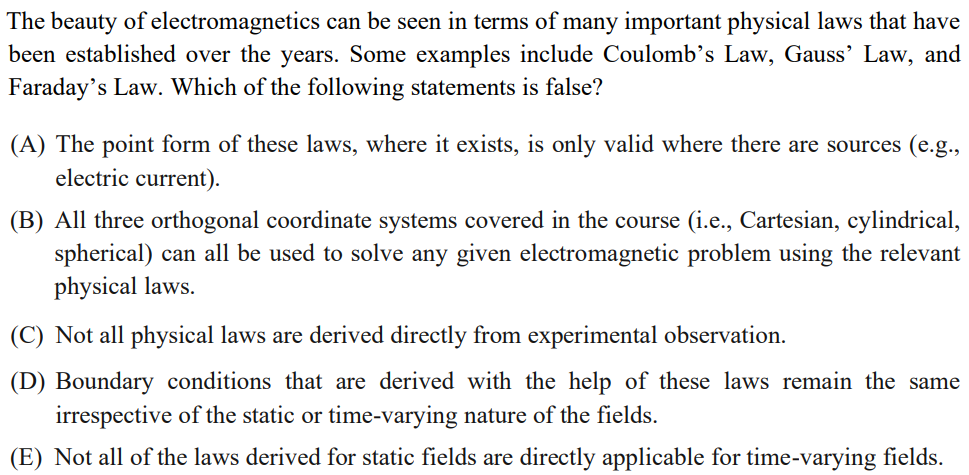 The beauty of electromagnetics can be seen in terms of many important physical laws that have
been established over the years. Some examples include Coulomb’s Law, Gauss’ Law, and
Faraday’s Law. Which of the following statements is false?
(A) The point form of these laws, where it exists, is only valid where there are sources (e.g.,
electric current).
(B) All three orthogonal coordinate systems covered in the course (i.e., Cartesian, cylindrical,
spherical) can all be used to solve any given electromagnetic problem using the relevant
physical laws.
(C) Not all physical laws are derived directly from experimental observation.
(D) Boundary conditions that are derived with the help of these laws remain the same
irrespective of the static or time-varying nature of the fields.
(E) Not all of the laws derived for static fields are directly applicable for time-varying fields.